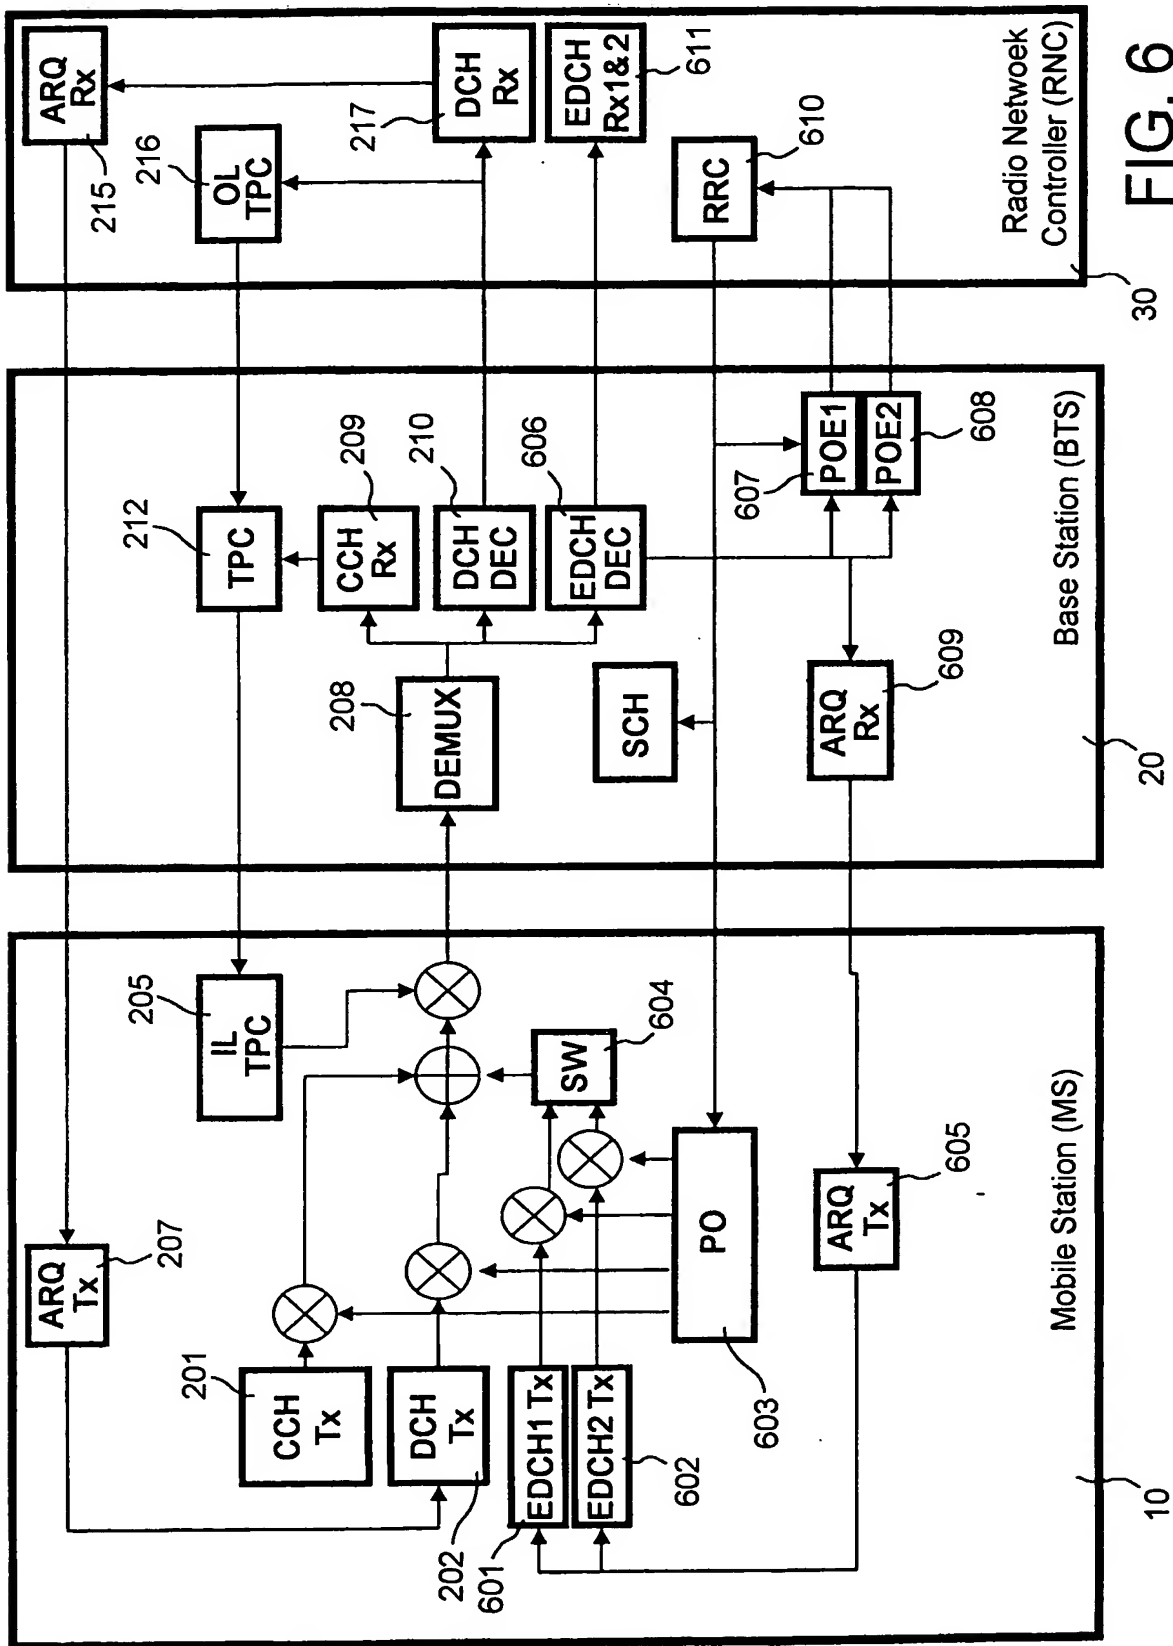 ARQ
Tx
207
IL
TPC
205
CCH
Tx
201
DCH
Tx
202
EDCH1 Tx
601
EDCH2 Tx
602
SW
604
PO
603
ARQ
Tx
605
Mobile Station (MS)
10
TPC
212
CCH
Rx
209
DEMUX
208
DCH
DEC
210
EDCH
DEC
606
SCH
POE1
607
POE2
608
ARQ
Rx
609
Base Station (BTS)
20
ARQ
Rx
215
OL
TPC
216
DCH
Rx
217
EDCH
Rx1&2
611
RRC
610
Radio Netwoek
Controller (RNC)
30
FIG. 6